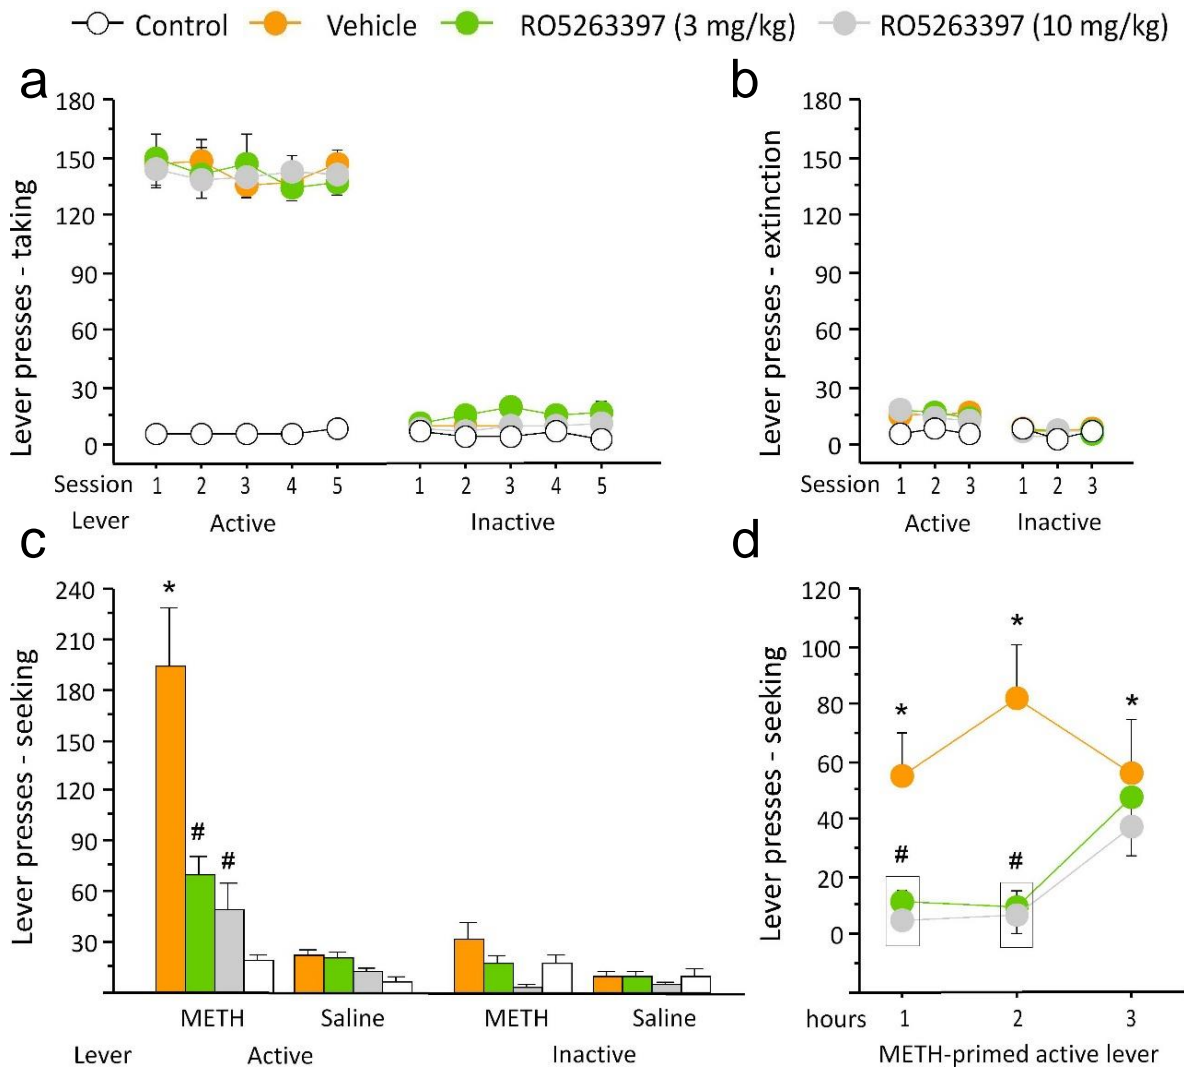 Control Vehicle RO5263397 (3 mg/kg) RO5263397 (10 mg/kg)
a
Lever presses - taking
180
150
120
90
60
30
0
Session 1 2 3 4 5 1 2 3 4 5
Lever Active Inactive
b
Lever presses - extinction
180
150
120
90
60
30
0
Session 1 2 3 1 2 3
Active Inactive
c
Lever presses - seeking
240
210
180
150
120
90
60
30
*
#
#
METH Saline METH Saline
Lever Active Inactive
d
Lever presses - seeking
120
100
80
60
40
20
0
*
*
*
#
#
hours 1 2 3
METH-primed active lever